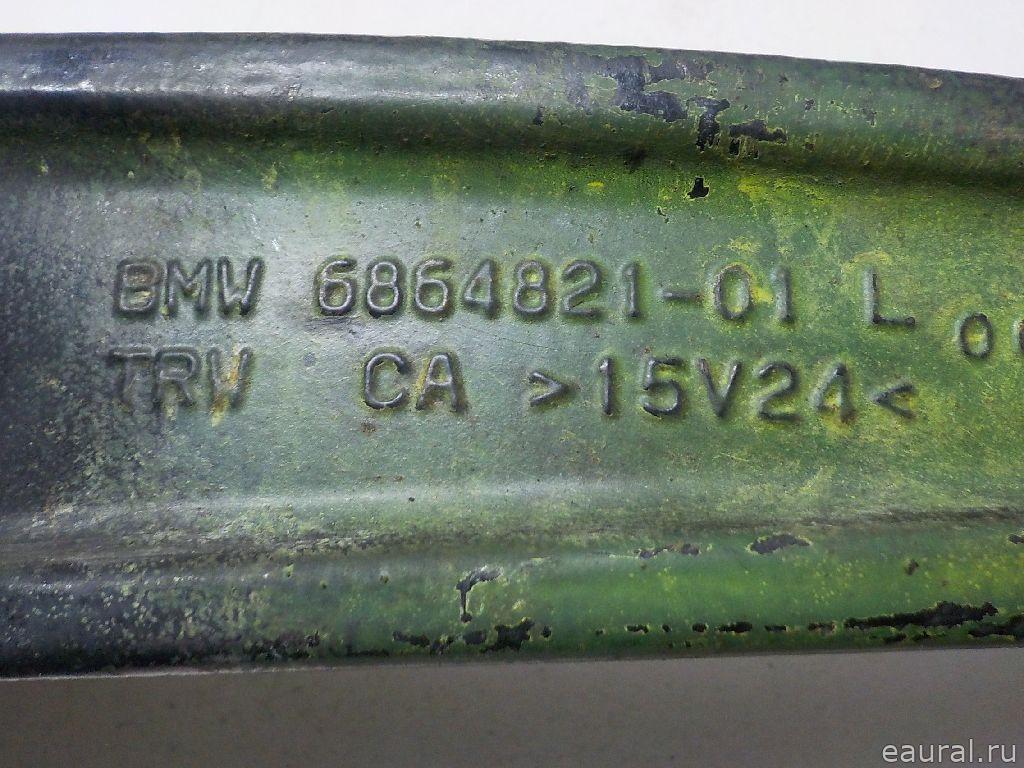 BMW 6864821-01 L
TRW CA >15V24<
eaural.ru